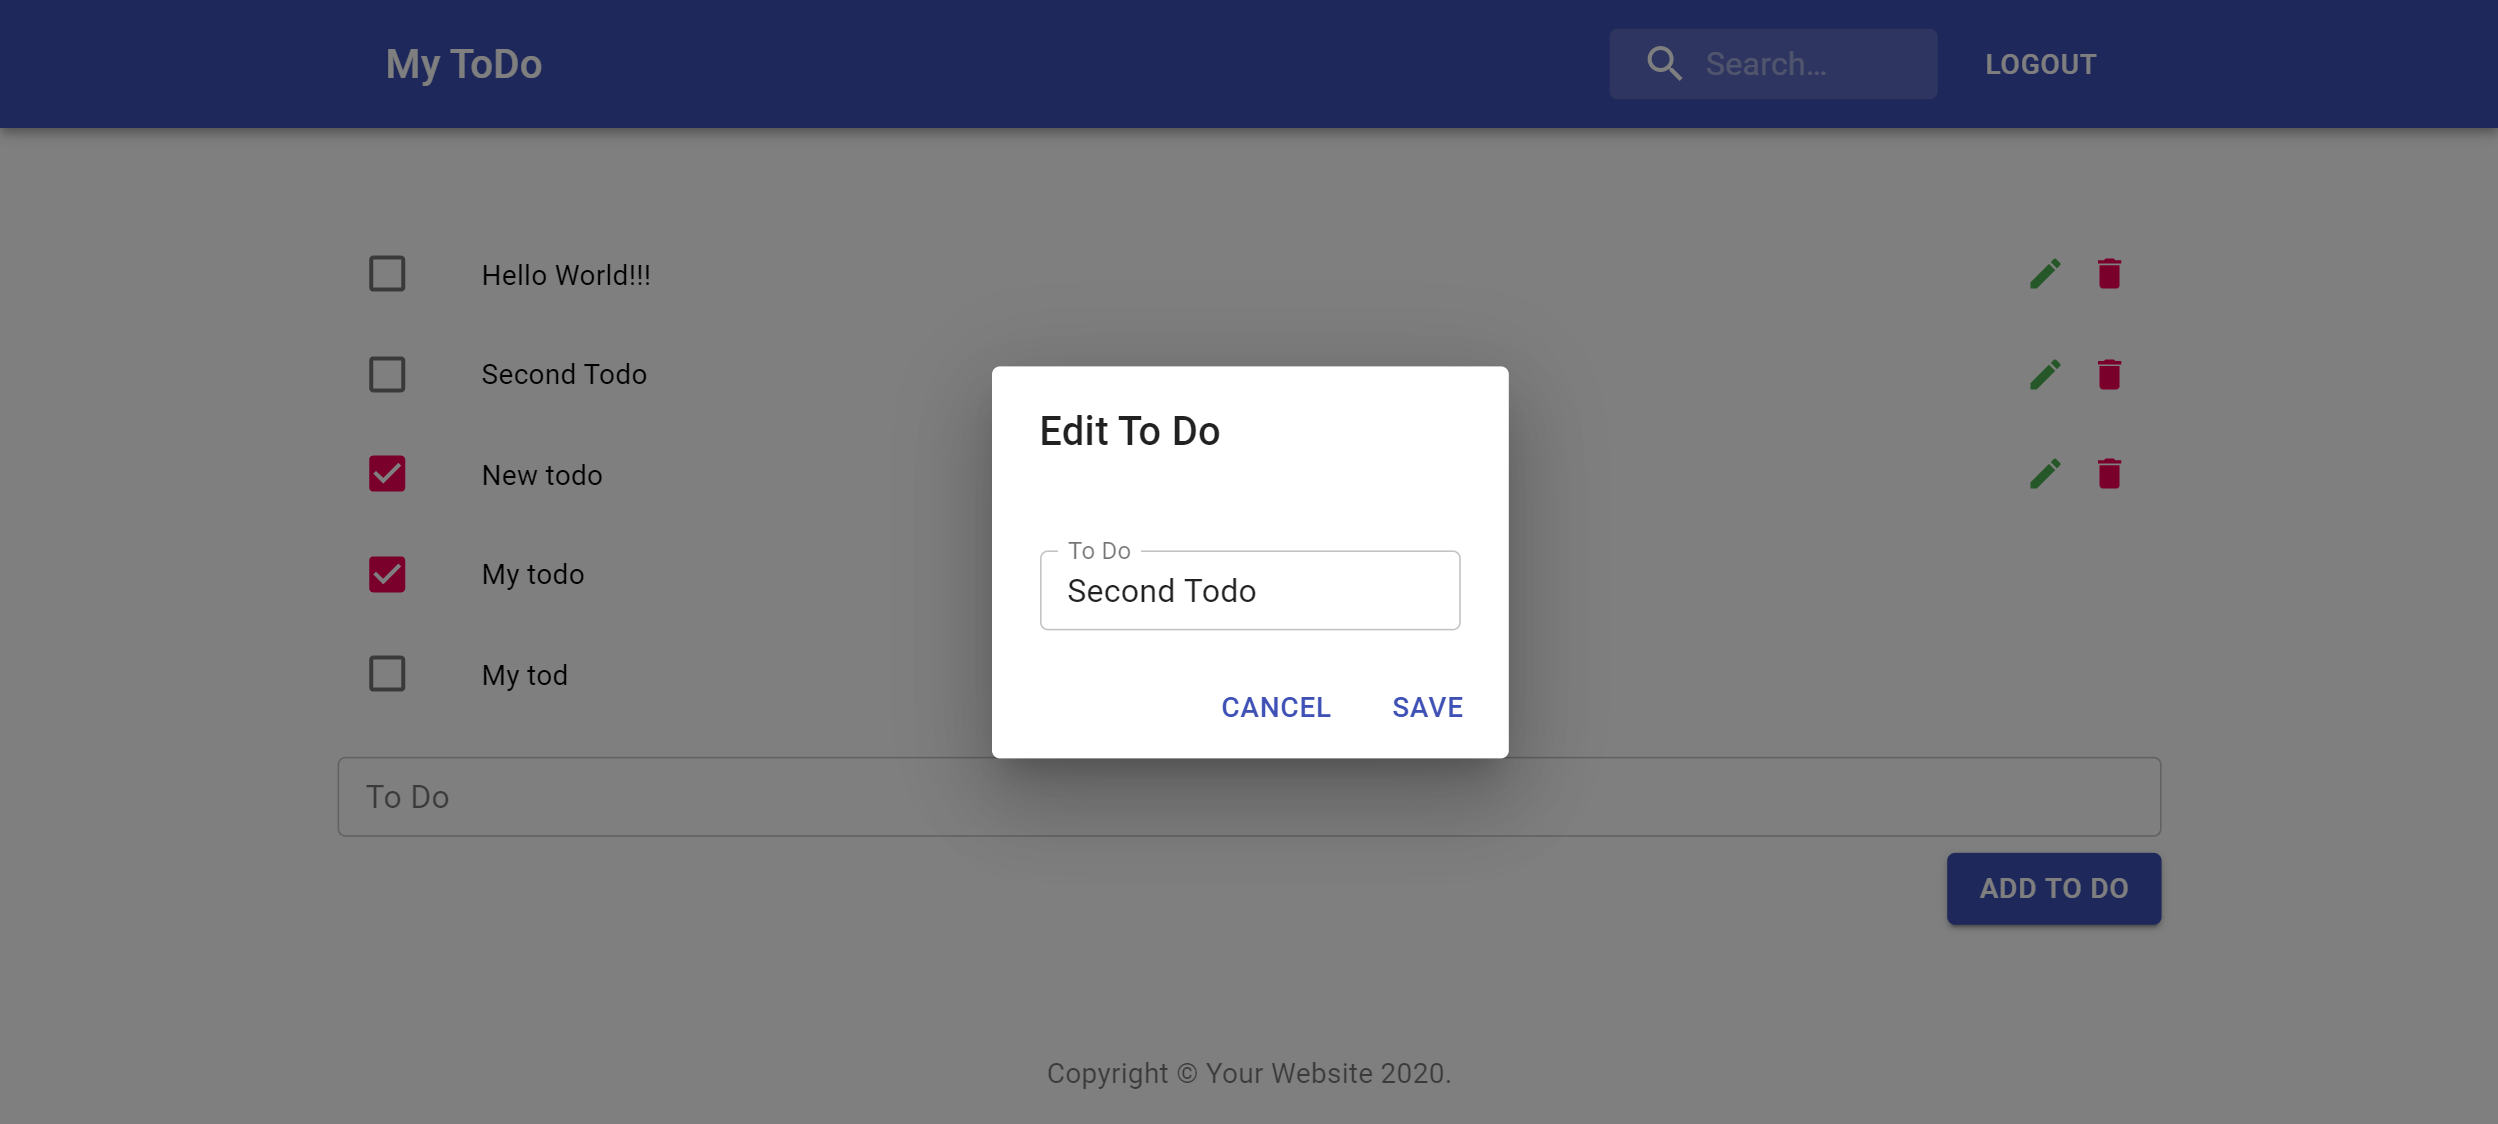 My ToDo
Search...
LOGOUT
Hello World!!!
Second Todo
New todo
My todo
My tod
Edit To Do
To Do
Second Todo
CANCEL SAVE
To Do
ADD TO DO
Copyright © Your Website 2020.